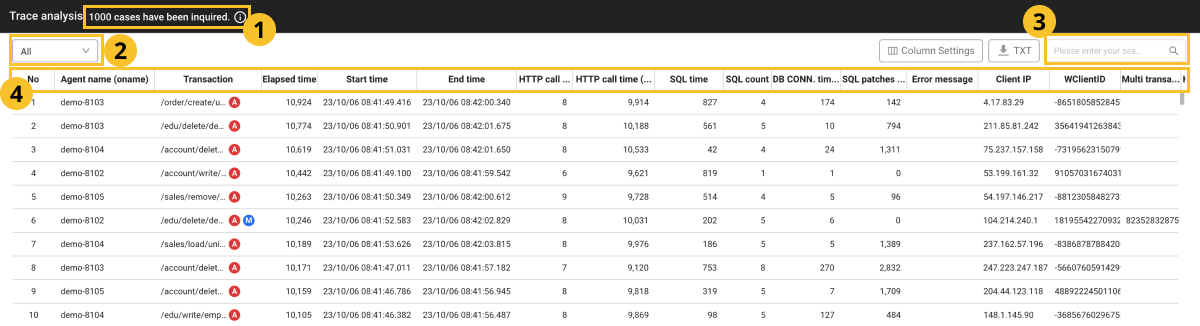 Trace analysis 1000 cases have been inquired. 1
All 2 Column Settings TXT Please enter your sea... 3
4 No Agent name (oname) Transaction Elapsed time Start time End time HTTP call ... HTTP call time (... SQL time SQL count DB CONN. tim... SQL patches ... Error message Client IP WClientID Multi transa...
1 demo-8103 /order/create/u... A 10,924 23/10/06 08:41:49.416 23/10/06 08:42:00.340 8 9,914 827 4 174 142 4.17.83.29 -8651805852845
2 demo-8103 /edu/delete/de... A 10,774 23/10/06 08:41:50.901 23/10/06 08:42:01.675 8 10,188 561 5 10 794 211.85.81.242 35641941263843
3 demo-8104 /account/delet... A 10,619 23/10/06 08:41:51.031 23/10/06 08:42:01.650 8 10,533 42 4 24 1,311 75.237.157.158 -7319562315079
4 demo-8102 /account/write/... A 10,442 23/10/06 08:41:49.100 23/10/06 08:41:59.542 6 9,621 819 1 1 0 53.199.161.32 91057031674031
5 demo-8105 /sales/remove/... A 10,263 23/10/06 08:41:50.349 23/10/06 08:42:00.612 9 9,728 514 4 5 96 54.197.146.217 -881230584827
6 demo-8102 /edu/delete/de... A M 10,246 23/10/06 08:41:52.583 23/10/06 08:42:02.829 8 10,031 202 5 6 0 104.214.240.1 18195542270932 82352832875
7 demo-8104 /sales/load/uni... A 10,189 23/10/06 08:41:53.626 23/10/06 08:42:03.815 8 9,976 186 5 5 1,389 237.162.57.196 -8386878788420
8 demo-8103 /account/delet... A 10,171 23/10/06 08:41:47.011 23/10/06 08:41:57.182 7 9,120 753 8 270 2,832 247.223.247.187 -5660760591429
9 demo-8105 /account/delet... A 10,159 23/10/06 08:41:46.786 23/10/06 08:41:56.945 8 9,818 319 5 7 1,709 204.44.123.118 4889222450110
10 demo-8104 /edu/write/emp... A 10,105 23/10/06 08:41:46.382 23/10/06 08:41:56.487 8 9,869 98 5 127 484 148.1.145.90 -368567602967